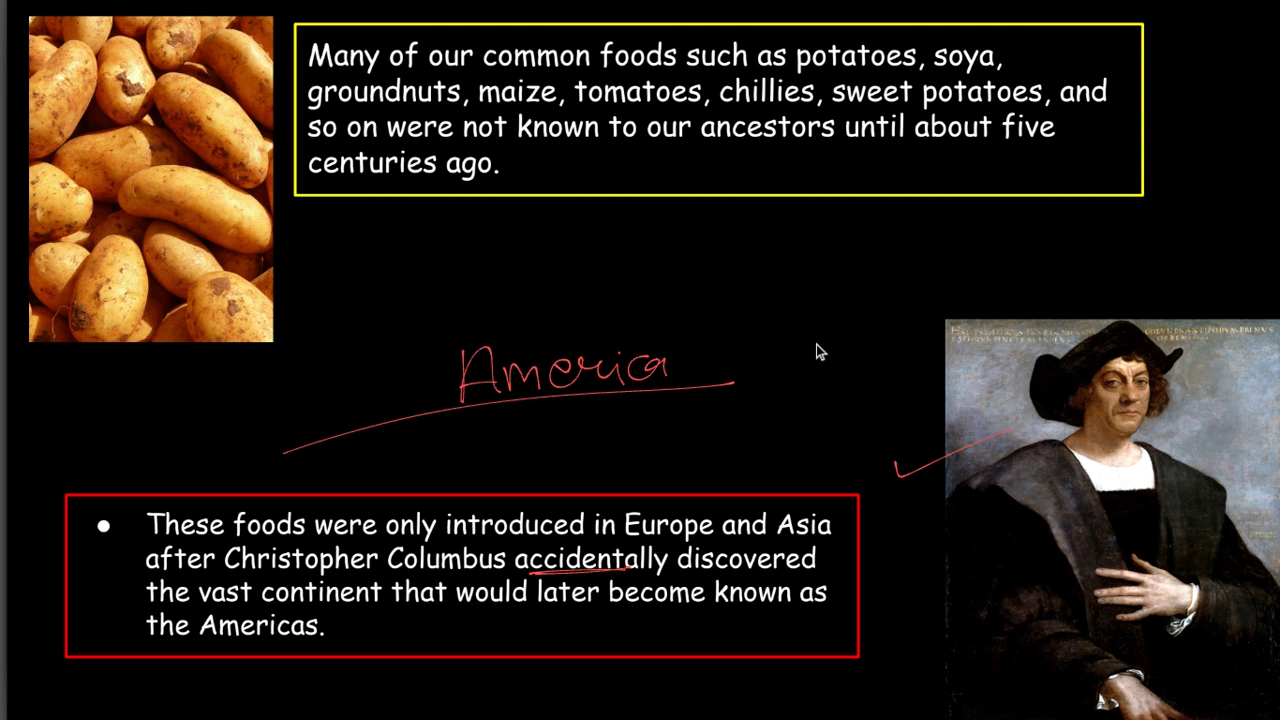 Many of our common foods such as potatoes, soya,
groundnuts, maize, tomatoes, chillies, sweet potatoes, and
so on were not known to our ancestors until about five
centuries ago.
America
● These foods were only introduced in Europe and Asia
after Christopher Columbus accidentally discovered
the vast continent that would later become known as
the Americas.